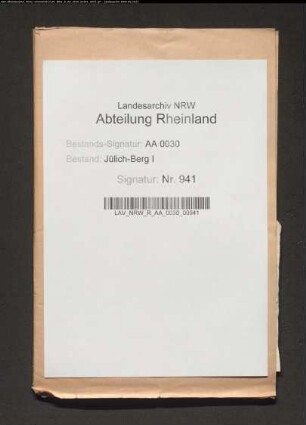 Landesarchiv NRW
Abteilung Rheinland
Bestands-Signatur: AA 0030
Bestand: Jülich-Berg I
Signatur: Nr. 941
LAV_NRW_R_AA_0030_00941